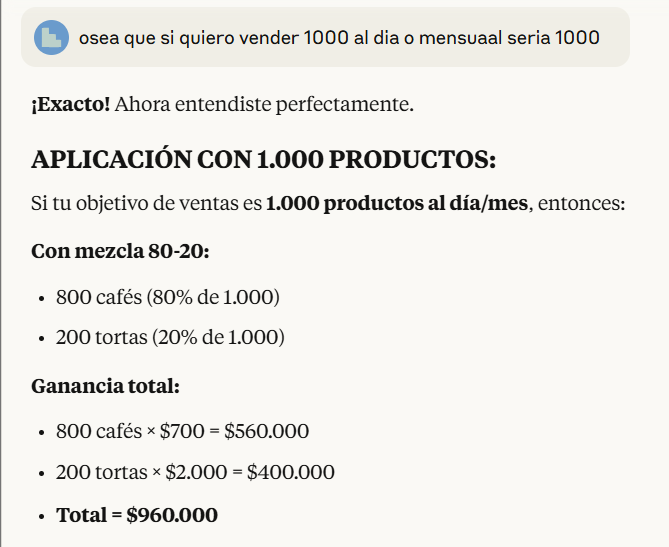 osea que si quiero vender 1000 al dia o mensuaal seria 1000
¡Exacto! Ahora entendiste perfectamente.
APLICACIÓN CON 1.000 PRODUCTOS:
Si tu objetivo de ventas es 1.000 productos al día/mes, entonces:
Con mezcla 80-20:
• 800 cafés (80% de 1.000)
• 200 tortas (20% de 1.000)
Ganancia total:
• 800 cafés × $700 = $560.000
• 200 tortas × $2.000 = $400.000
• Total = $960.000